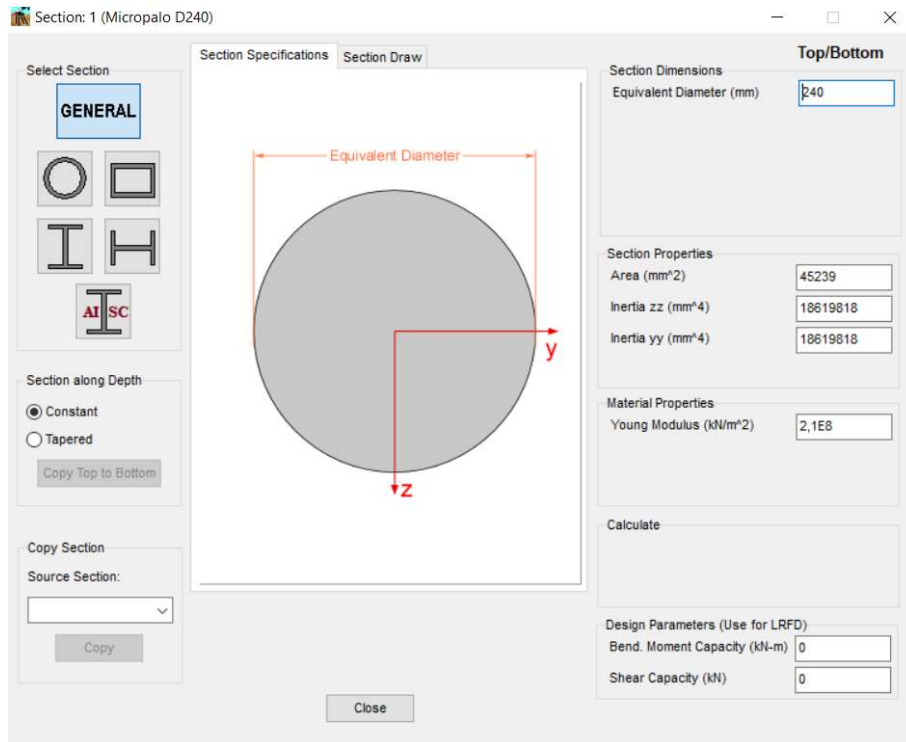 Section: 1 (Micropalo D240)
Section Specifications
Section Draw
Top/Bottom
Select Section
GENERAL
AISC
Section along Depth
Constant
Tapered
Copy Top to Bottom
Copy Section
Source Section:
Copy
Equivalent Diameter
y
z
Close
Section Dimensions
Equivalent Diameter (mm) 240
Section Properties
Area (mm^2) 45239
Inertia zz (mm^4) 18619818
Inertia yy (mm^4) 18619818
Material Properties
Young Modulus (kN/m^2) 2,1E8
Calculate
Design Parameters (Use for LRFD)
Bend. Moment Capacity (kN-m) 0
Shear Capacity (kN) 0